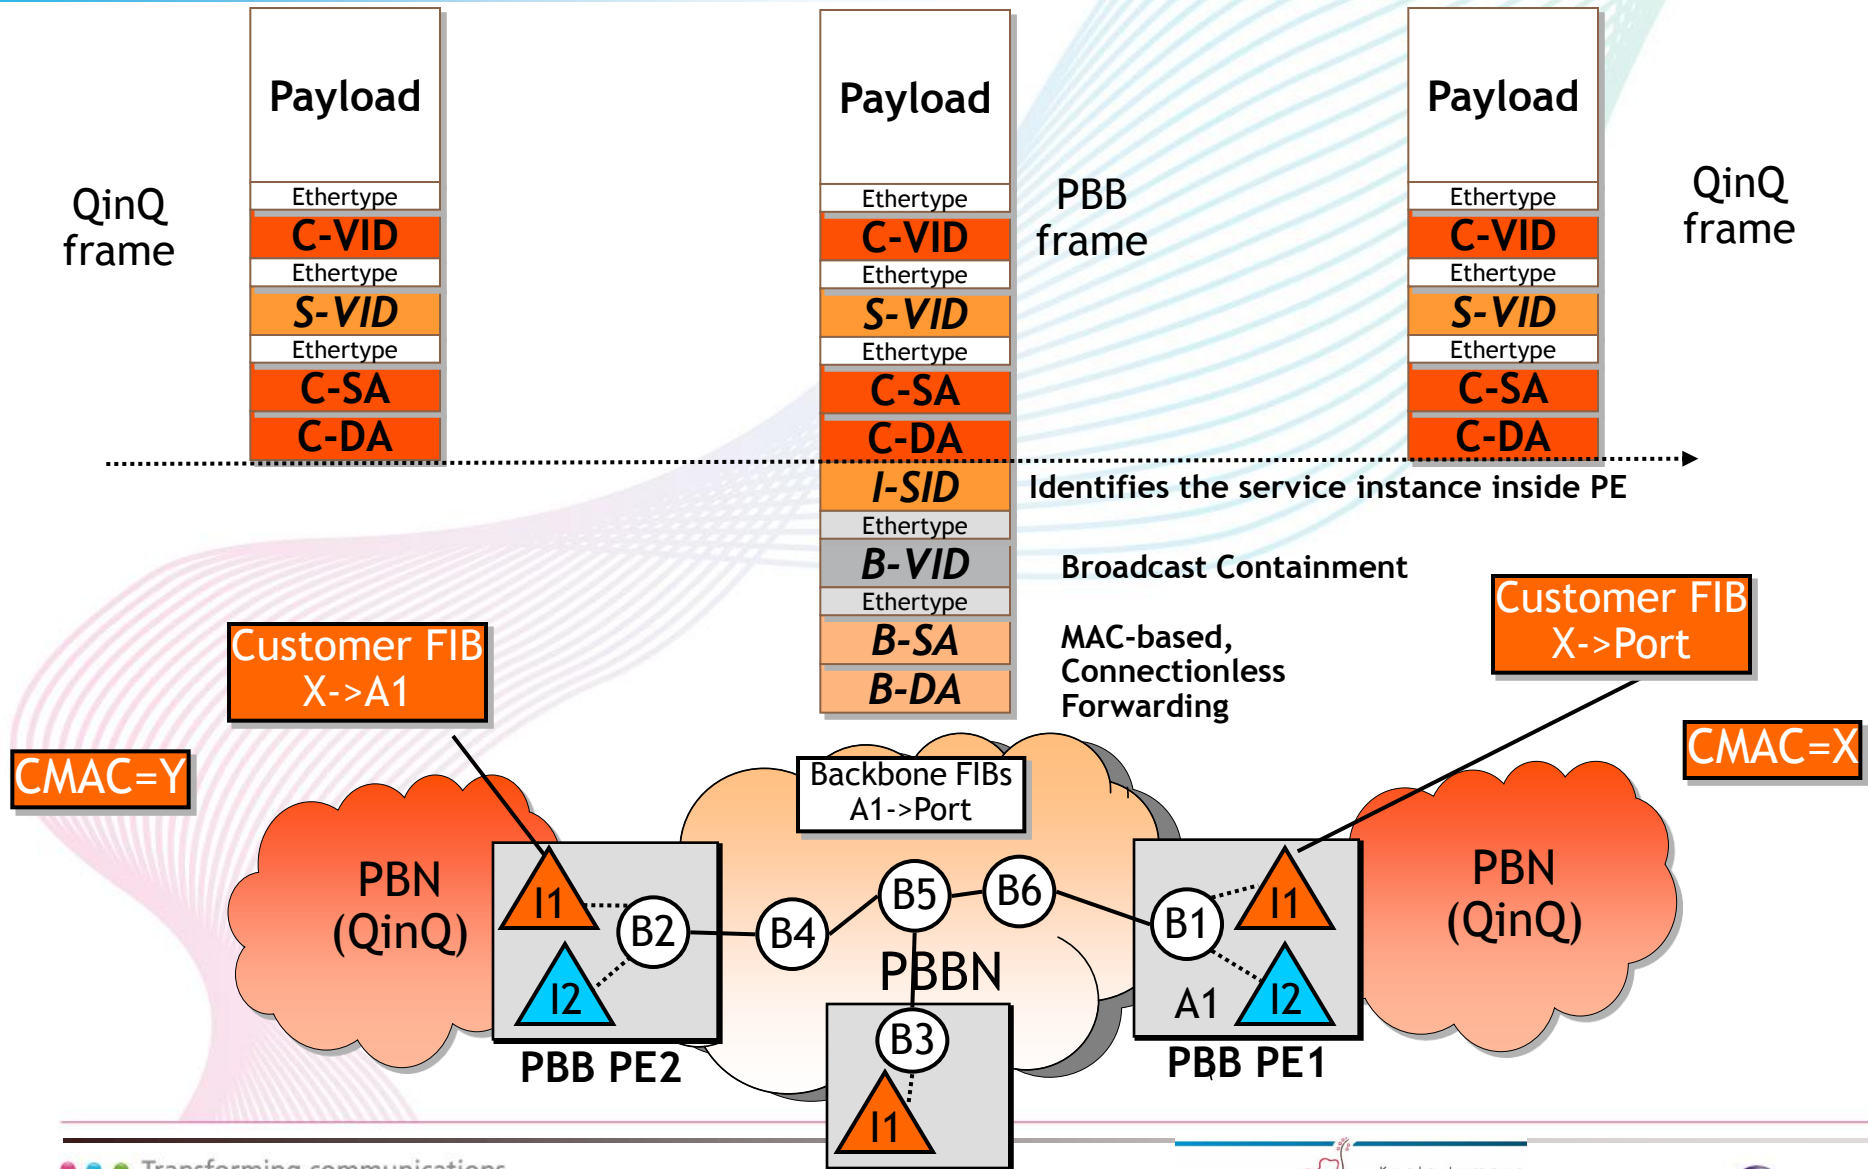 Payload
Ethertype
C-VID
Ethertype
S-VID
Ethertype
C-SA
C-DA
QinQ
frame
Payload
Ethertype
C-VID
Ethertype
S-VID
Ethertype
C-SA
C-DA
I-SID
Ethertype
B-VID
Ethertype
B-SA
B-DA
PBB
frame
Payload
Ethertype
C-VID
Ethertype
S-VID
Ethertype
C-SA
C-DA
QinQ
frame
Identifies the service instance inside PE
Broadcast Containment
MAC-based,
Connectionless
Forwarding
Customer FIB
X->A1
Customer FIB
X->Port
CMAC=Y
CMAC=X
Backbone FIBs
A1->Port
PBN
(QinQ)
I1
I2
B2
PBB PE2
B4
B5
B6
PBBN
B3
I1
B1
I1
I2
A1
PBB PE1
PBN
(QinQ)
Transforming communications